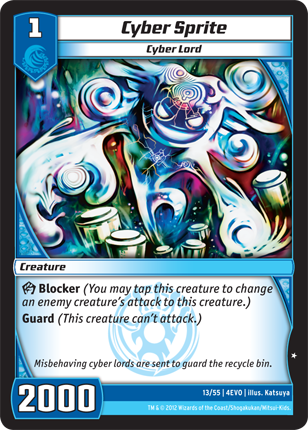 1
Cyber Sprite
Cyber Lord
Creature
Blocker (You may tap this creature to change
an enemy creature's attack to this creature.)
Guard (This creature can't attack.)
Misbehaving cyber lords are sent to guard the recycle bin.
2000
13/55 | 4EVO | illus. Katsuya
TM & © 2012 Wizards of the Coast/Shogakukan/Mitsui-Kids